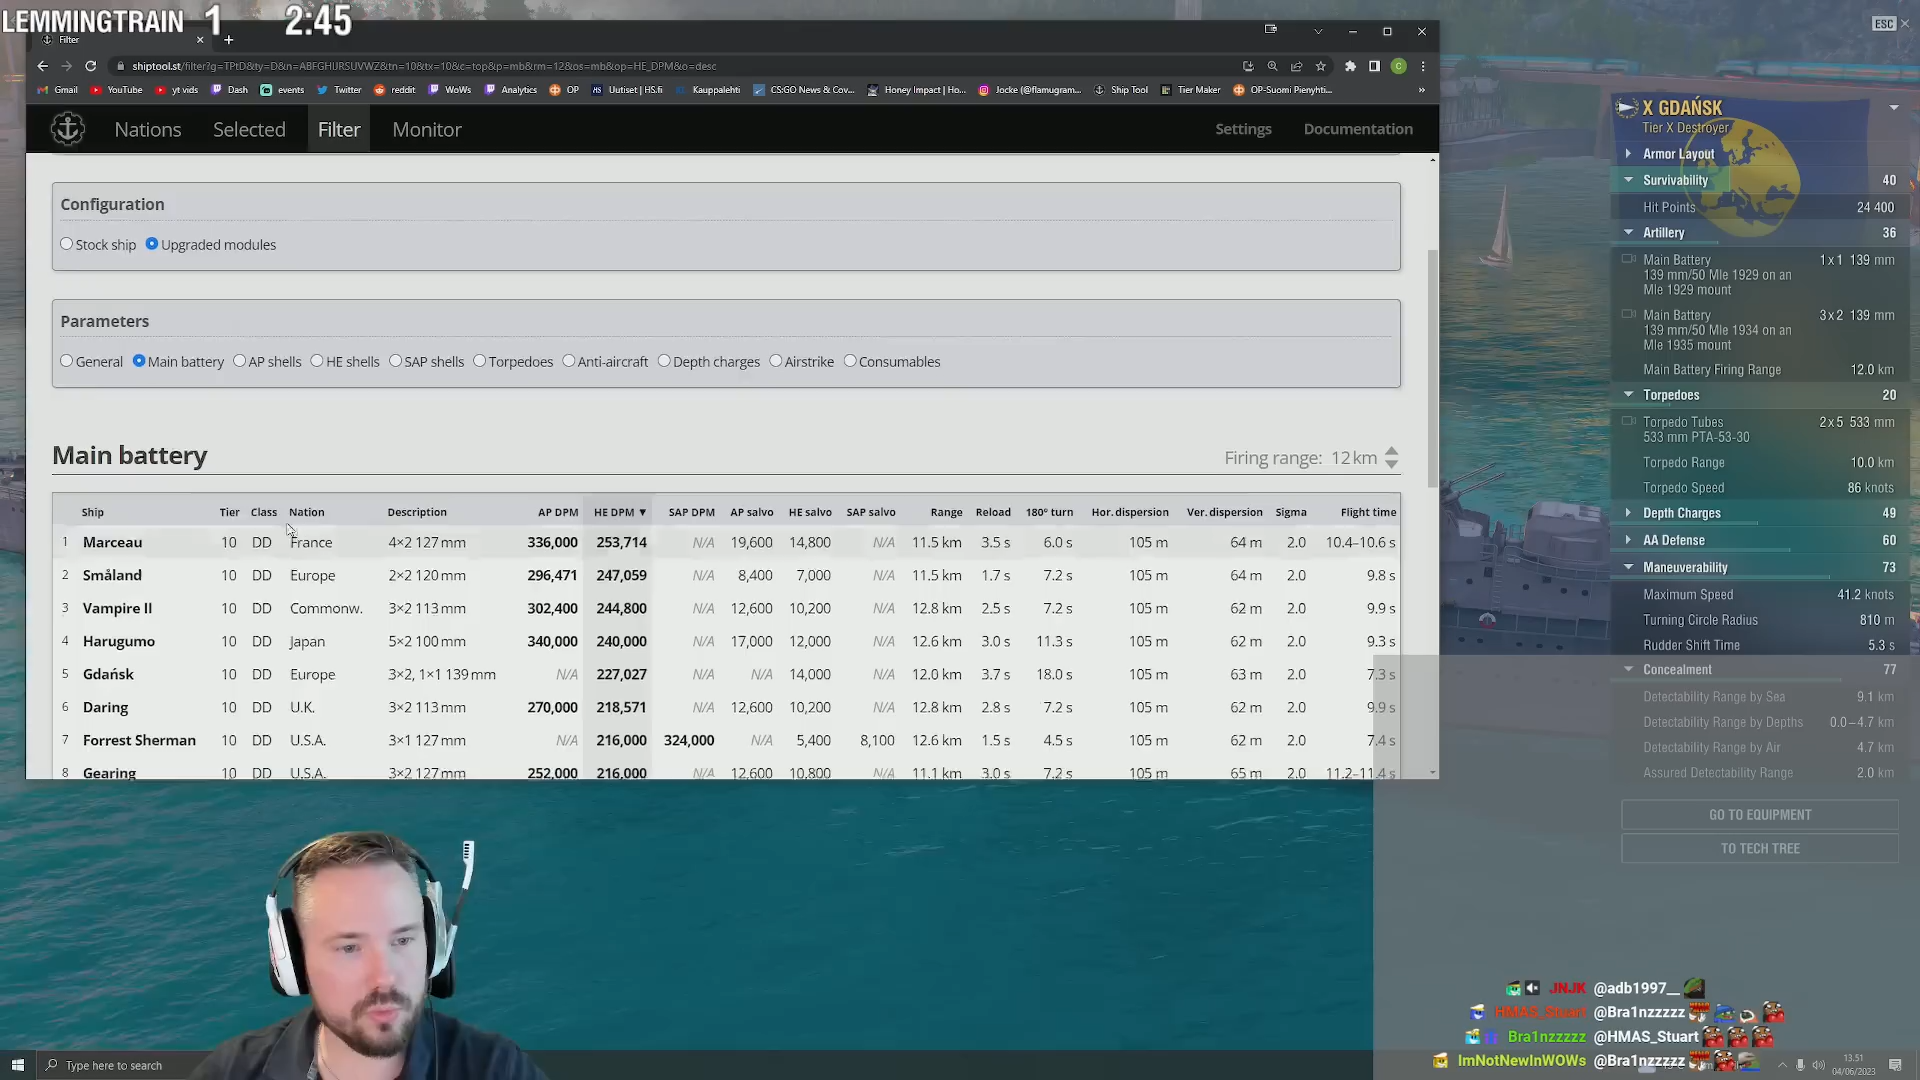 LEMMINGTRAIN 1 2:45
Filter
shiptool.st/filter?g=TPtD&ty=D&n=ABFGHURSUVWZ&tn=10&tx=10&c=top&p=mb&rm=12&os=mb&op=HE_DPM&o=desc
Gmail YouTube yt vids Dash events Twitter reddit WoWs Analytics OP Uutiset | HS.fi Kauppalehti CS:GO News & Cov... Honey Impact | Ho... Jocke (@flamugram... Ship Tool Tier Maker OP-Suomi Pienyhti... »
Nations Selected Filter Monitor Settings Documentation
Configuration
Stock ship Upgraded modules
Parameters
General Main battery AP shells HE shells SAP shells Torpedoes Anti-aircraft Depth charges Airstrike Consumables
Main battery Firing range: 12 km
Ship Tier Class Nation Description AP DPM HE DPM ▼ SAP DPM AP salvo HE salvo SAP salvo Range Reload 180° turn Hor. dispersion Ver. dispersion Sigma Flight time
1 Marceau 10 DD France 4×2 127 mm 336,000 253,714 N/A 19,600 14,800 N/A 11.5 km 3.5 s 6.0 s 105 m 64 m 2.0 10.4–10.6 s
2 Småland 10 DD Europe 2×2 120 mm 296,471 247,059 N/A 8,400 7,000 N/A 11.5 km 1.7 s 7.2 s 105 m 64 m 2.0 9.8 s
3 Vampire II 10 DD Commonw. 3×2 113 mm 302,400 244,800 N/A 12,600 10,200 N/A 12.8 km 2.5 s 7.2 s 105 m 62 m 2.0 9.9 s
4 Harugumo 10 DD Japan 5×2 100 mm 340,000 240,000 N/A 17,000 12,000 N/A 12.6 km 3.0 s 11.3 s 105 m 62 m 2.0 9.3 s
5 Gdańsk 10 DD Europe 3×2, 1×1 139 mm N/A 227,027 N/A N/A 14,000 N/A 12.0 km 3.7 s 18.0 s 105 m 63 m 2.0 7.3 s
6 Daring 10 DD U.K. 3×2 113 mm 270,000 218,571 N/A 12,600 10,200 N/A 12.8 km 2.8 s 7.2 s 105 m 62 m 2.0 9.9 s
7 Forrest Sherman 10 DD U.S.A. 3×1 127 mm N/A 216,000 324,000 N/A 5,400 8,100 12.6 km 1.5 s 4.5 s 105 m 62 m 2.0 7.4 s
8 Gearing 10 DD U.S.A. 3×2 127 mm 252,000 216,000 N/A 12,600 10,800 N/A 11.1 km 3.0 s 7.2 s 105 m 65 m 2.0 11.2–11.4 s
ESC
X GDAŃSK
Tier X Destroyer
Armor Layout
Survivability 40
Hit Points 24 400
Artillery 36
Main Battery 1 x 1 139 mm
139 mm/50 Mle 1929 on an
Mle 1929 mount
Main Battery 3 x 2 139 mm
139 mm/50 Mle 1934 on an
Mle 1935 mount
Main Battery Firing Range 12.0 km
Torpedoes 20
Torpedo Tubes 2 x 5 533 mm
533 mm PTA-53-30
Torpedo Range 10.0 km
Torpedo Speed 86 knots
Depth Charges 49
AA Defense 60
Maneuverability 73
Maximum Speed 41.2 knots
Turning Circle Radius 810 m
Rudder Shift Time 5.3 s
Concealment 77
Detectability Range by Sea 9.1 km
Detectability Range by Depths 0.0–4.7 km
Detectability Range by Air 4.7 km
Assured Detectability Range 2.0 km
GO TO EQUIPMENT
TO TECH TREE
JNJK @adb1997__
HMAS_Stuart @Bra1nzzzzz
Bra1nzzzzz @HMAS_Stuart
ImNotNewInWOWs @Bra1nzzzzz
Type here to search
13.51
04/06/2023